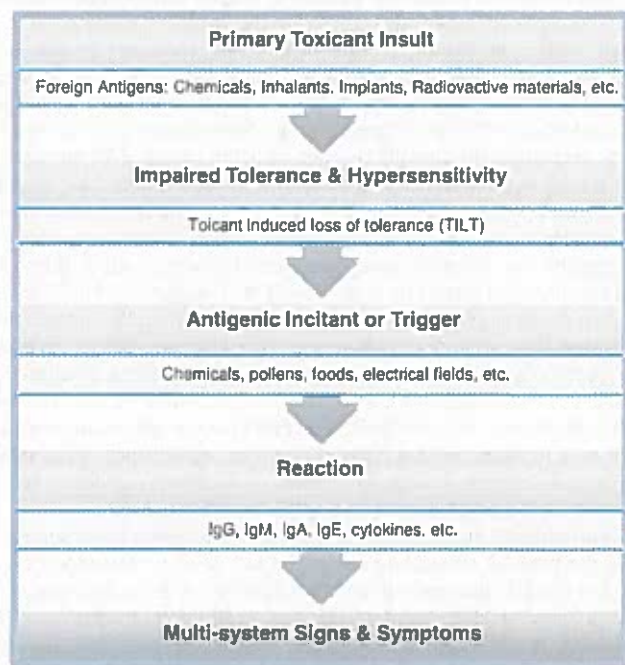 Primary Toxicant Insult
Foreign Antigens: Chemicals, Inhalants. Implants, Radiovactive materials, etc.
Impaired Tolerance & Hypersensitivity
Toicant Induced loss of tolerance (TILT)
Antigenic Incitant or Trigger
Chemicals, pollens, foods, electrical fields, etc.
Reaction
IgG, IgM, IgA, IgE, cytokines. etc.
Multi-system Signs & Symptoms